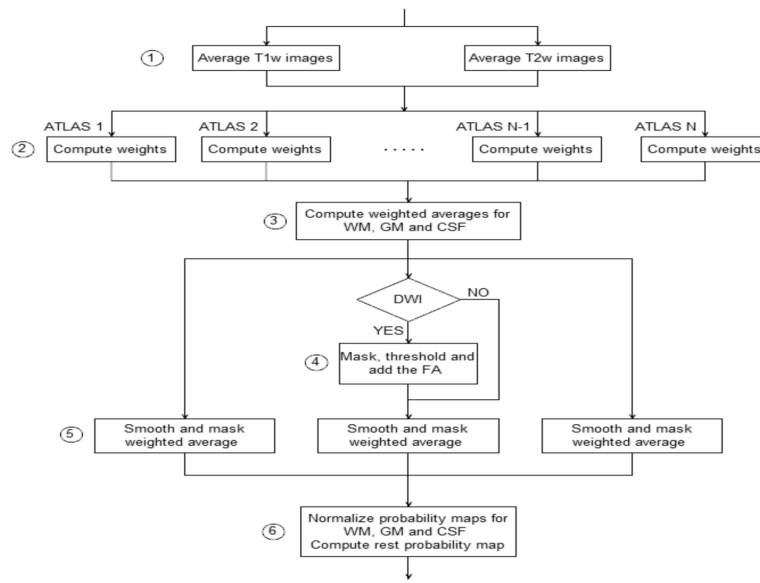 1
Average T1w images
Average T2w images
ATLAS 1
ATLAS 2
ATLAS N-1
ATLAS N
2
Compute weights
Compute weights
.....
Compute weights
Compute weights
3
Compute weighted averages for
WM, GM and CSF
DWI
NO
YES
4
Mask, threshold and
add the FA
5
Smooth and mask
weighted average
Smooth and mask
weighted average
Smooth and mask
weighted average
6
Normalize probability maps for
WM, GM and CSF
Compute rest probability map